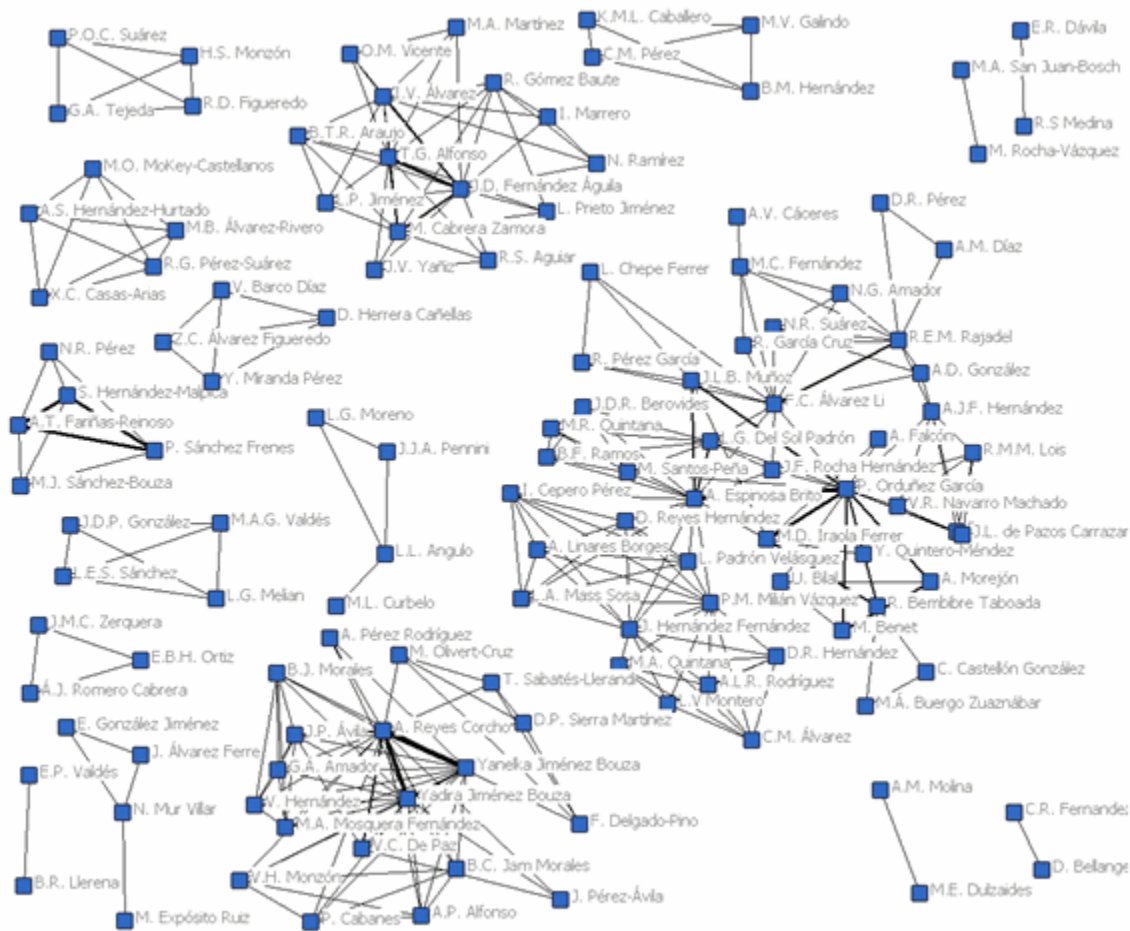 P.O.C. Suárez
H.S. Monzón
G.A. Tejeda
R.D. Figueredo
M.A. Martínez
O.M. Vicente
J.V. Álvarez
R. Gómez Baute
I. Marrero
B.T.R. Araujo
T.G. Alfonso
N. Ramírez
J.D. Fernández Águila
L.P. Jiménez
L. Prieto Jiménez
M. Cabrera Zamora
R.S. Aguiar
J.V. Yañiz
K.M.L. Caballero
M.V. Galindo
C.M. Pérez
B.M. Hernández
E.R. Dávila
M.A. San Juan-Bosch
R.S Medina
M. Rocha-Vázquez
M.O. MoKey-Castellanos
A.S. Hernández-Hurtado
M.B. Álvarez-Rivero
R.G. Pérez-Suárez
X.C. Casas-Arias
V. Barco Díaz
D. Herrera Cañellas
Z.C. Álvarez Figueredo
Y. Miranda Pérez
N.R. Pérez
S. Hernández-Malpica
A.T. Fariñas-Reinoso
P. Sánchez Frenes
M.J. Sánchez-Bouza
L.G. Moreno
J.J.A. Pennini
L.L. Angulo
M.L. Curbelo
J.D.P. González
M.A.G. Valdés
L.E.S. Sánchez
L.G. Melian
J.M.C. Zerquera
E.B.H. Ortiz
A.J. Romero Cabrera
E. González Jiménez
J. Álvarez Ferre
E.P. Valdés
N. Mur Villar
B.R. Llerena
M. Expósito Ruiz
A.V. Cáceres
D.R. Pérez
A.M. Díaz
L. Chepe Ferrer
M.C. Fernández
N.G. Amador
N.R. Suárez
R. García Cruz
R.E.M. Rajadel
R. Pérez García
J.L.B. Muñoz
A.D. González
J.D.R. Berovides
F.C. Álvarez Li
A.J.F. Hernández
M.R. Quintana
L.G. Del Sol Padrón
A. Falcón
R.M.M. Lois
B.F. Ramos
M. Santos-Peña
J.F. Rocha Hernández
I. Cepero Pérez
A. Espinosa Brito
P. Orduñez García
V.R. Navarro Machado
D. Reyes Hernández
M.D. Iraola Ferrer
J.L. de Pazos Carrazar
A. Linares Borges
L. Padrón Velásquez
Y. Quintero-Méndez
U. Bilal
A. Morejón
L.A. Mass Sosa
P.M. Milán Vázquez
R. Bembibre Taboada
J. Hernández Fernández
M. Benet
M.A. Quintana
D.R. Hernández
C. Castellón González
A.L.R. Rodríguez
L.V Montero
M.Á. Buergo Zuaznábar
C.M. Álvarez
A. Pérez Rodríguez
M. Olivert-Cruz
B.J. Morales
T. Sabatés-Llerandi
J.P. Ávila
A. Reyes Corcho
D.P. Sierra Martínez
G.A. Amador
Yanelka Jiménez Bouza
V. Hernández
Yadira Jiménez Bouza
M.A. Mosquera Fernández
F. Delgado-Pino
V.C. De Paz
V.H. Monzón
B.C. Jam Morales
J. Pérez-Ávila
P. Cabanes
A.P. Alfonso
A.M. Molina
C.R. Fernande
D. Bellange
M.E. Dulzaides